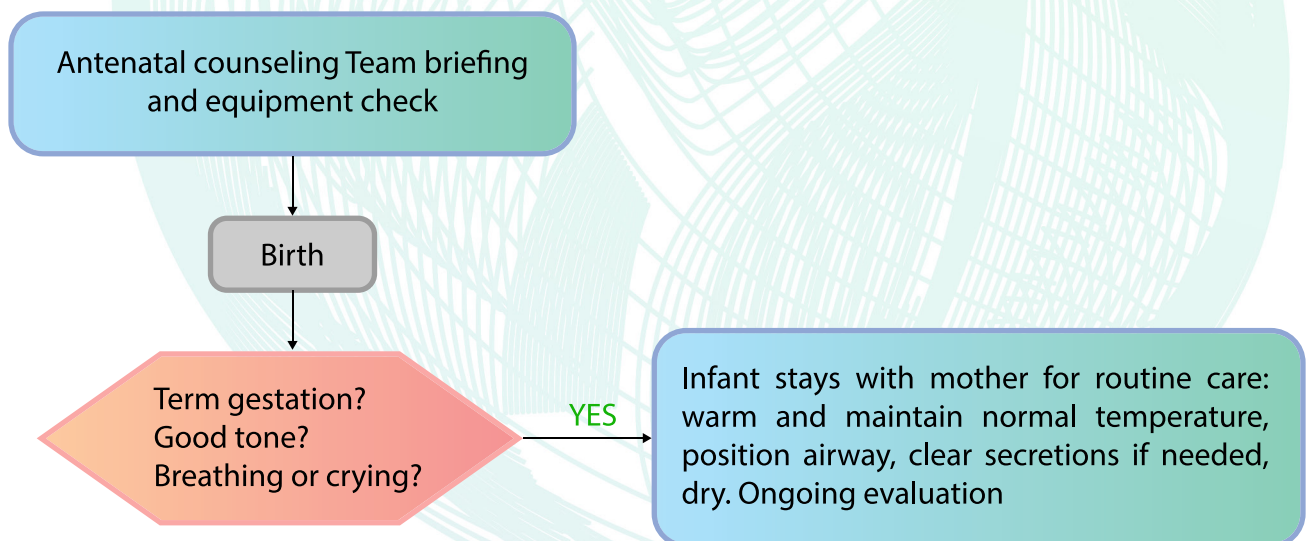 Antenatal counseling Team briefing
and equipment check
Birth
Term gestation?
Good tone?
Breathing or crying?
YES
Infant stays with mother for routine care:
warm and maintain normal temperature,
position airway, clear secretions if needed,
dry. Ongoing evaluation